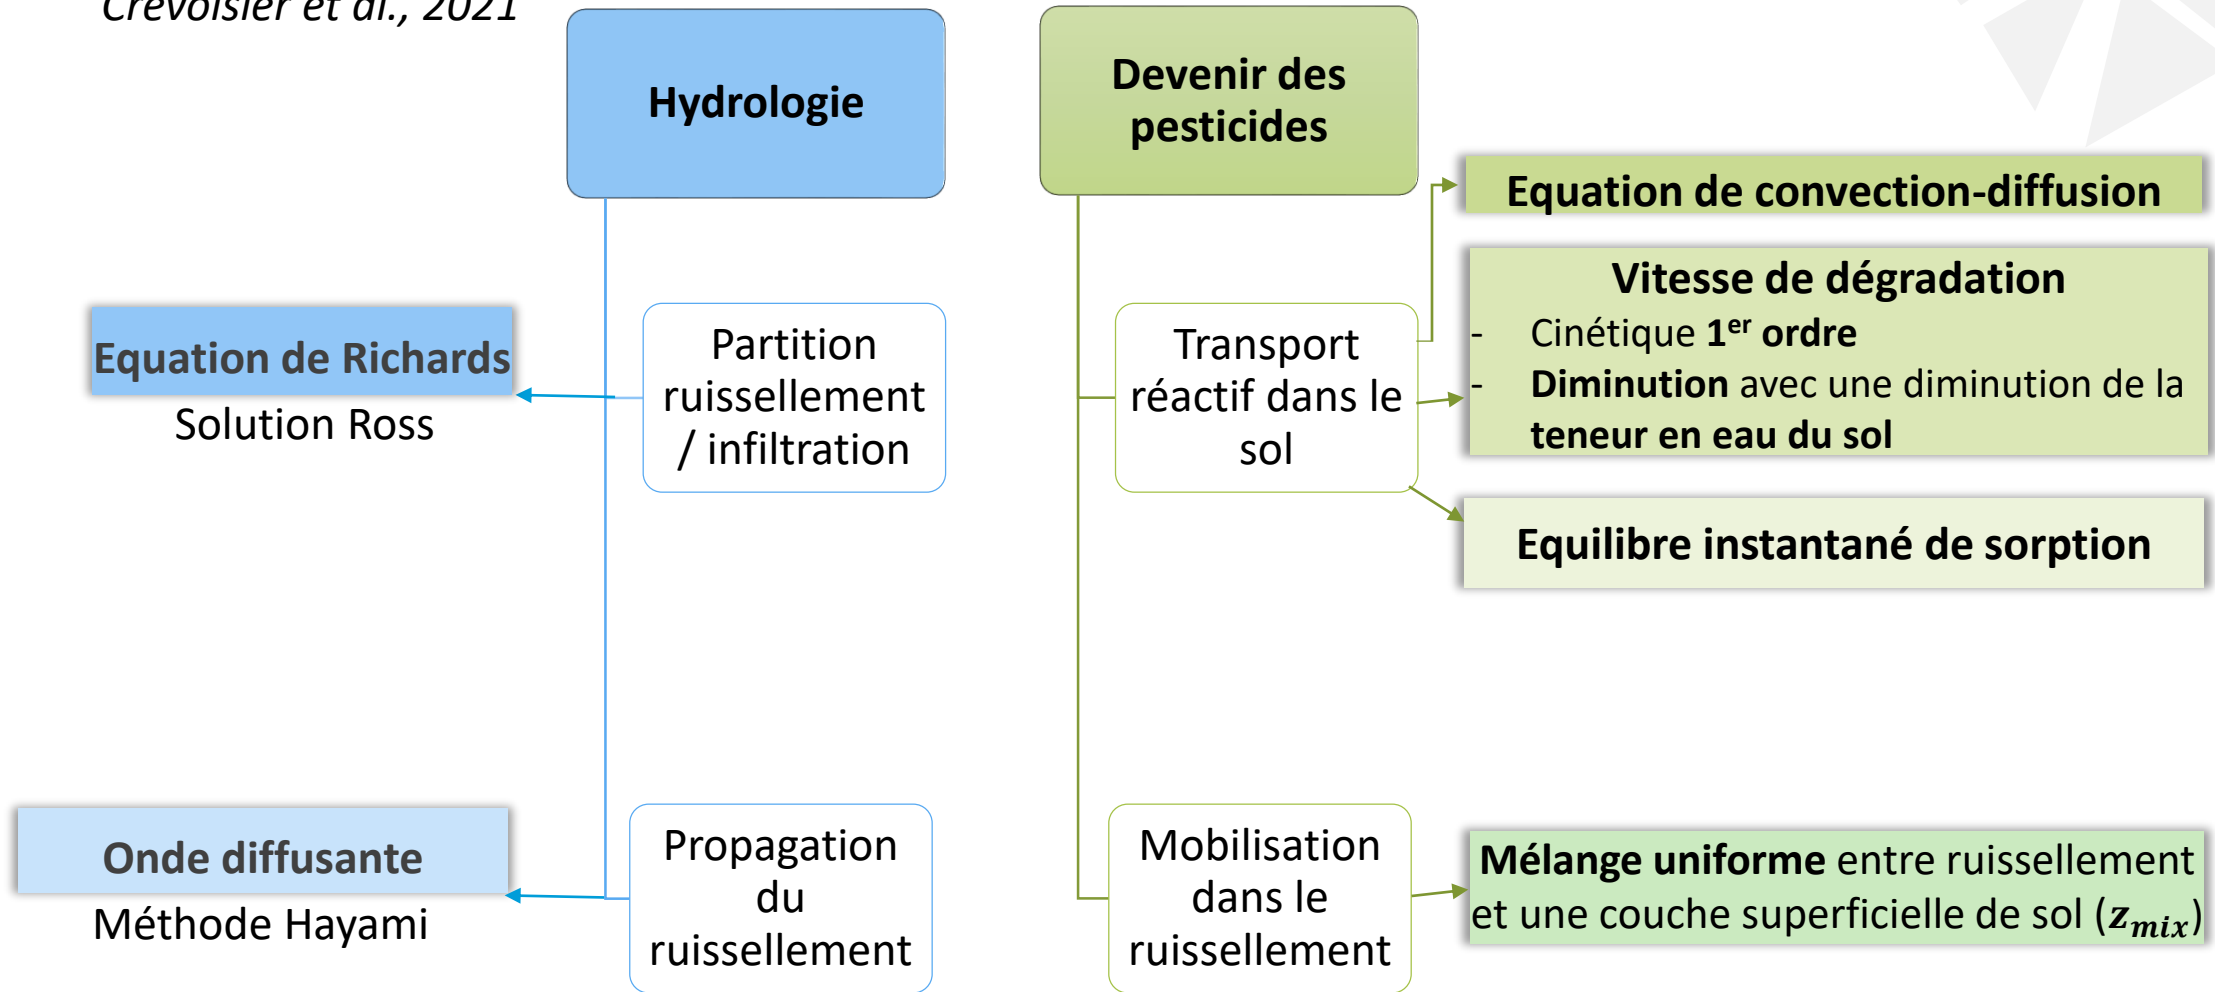 Crevoisier et al., 2021
Hydrologie
Equation de Richards
Solution Ross
Partition
ruissellement
/ infiltration
Onde diffusante
Méthode Hayami
Propagation
du
ruissellement
Devenir des
pesticides
Transport
réactif dans le
sol
Equation de convection-diffusion
Vitesse de dégradation
- Cinétique 1er ordre
- Diminution avec une diminution de la
teneur en eau du sol
Equilibre instantané de sorption
Mobilisation
dans le
ruissellement
Mélange uniforme entre ruissellement
et une couche superficielle de sol (z_mix)